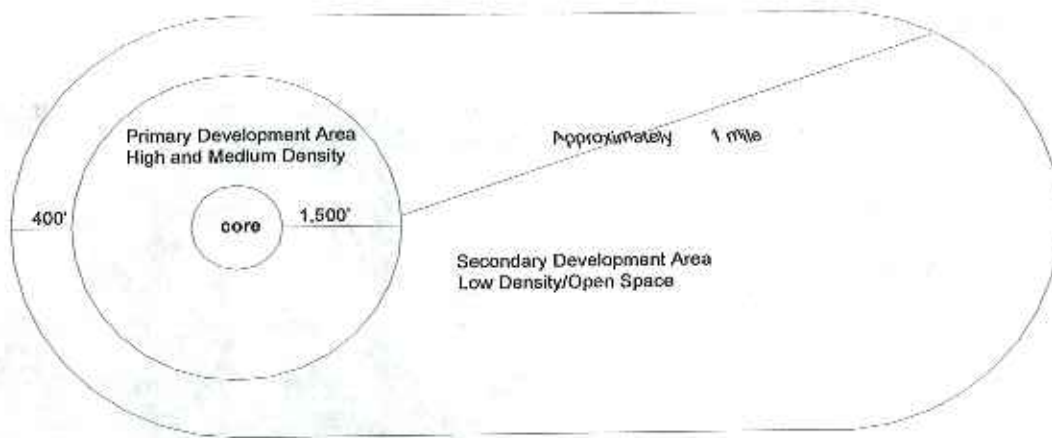 Primary Development Area
High and Medium Density
Approximately 1 mile
400'
core
1,500'
Secondary Development Area
Low Density/Open Space